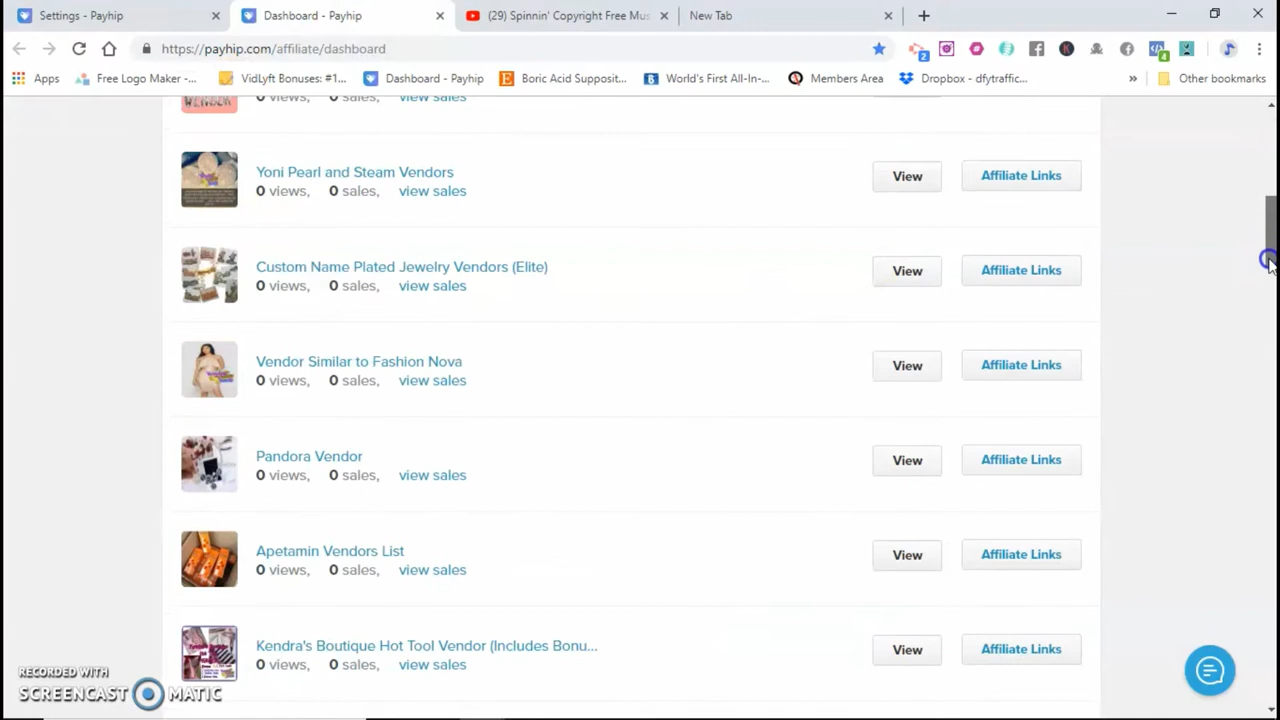 Settings - Payhip
Dashboard - Payhip
(29) Spinnin' Copyright Free Mus
New Tab
https://payhip.com/affiliate/dashboard
2
4
Apps
Free Logo Maker -...
VidLyft Bonuses: #1...
Dashboard - Payhip
Boric Acid Supposit...
World's First All-In-...
Members Area
Dropbox - dfytraffic...
»
Other bookmarks
0 views, 0 sales, view sales
Yoni Pearl and Steam Vendors
0 views, 0 sales, view sales
View
Affiliate Links
Custom Name Plated Jewelry Vendors (Elite)
0 views, 0 sales, view sales
View
Affiliate Links
Vendor Similar to Fashion Nova
0 views, 0 sales, view sales
View
Affiliate Links
Pandora Vendor
0 views, 0 sales, view sales
View
Affiliate Links
Apetamin Vendors List
0 views, 0 sales, view sales
View
Affiliate Links
Kendra's Boutique Hot Tool Vendor (Includes Bonu...
0 views, 0 sales, view sales
View
Affiliate Links
RECORDED WITH
SCREENCAST MATIC